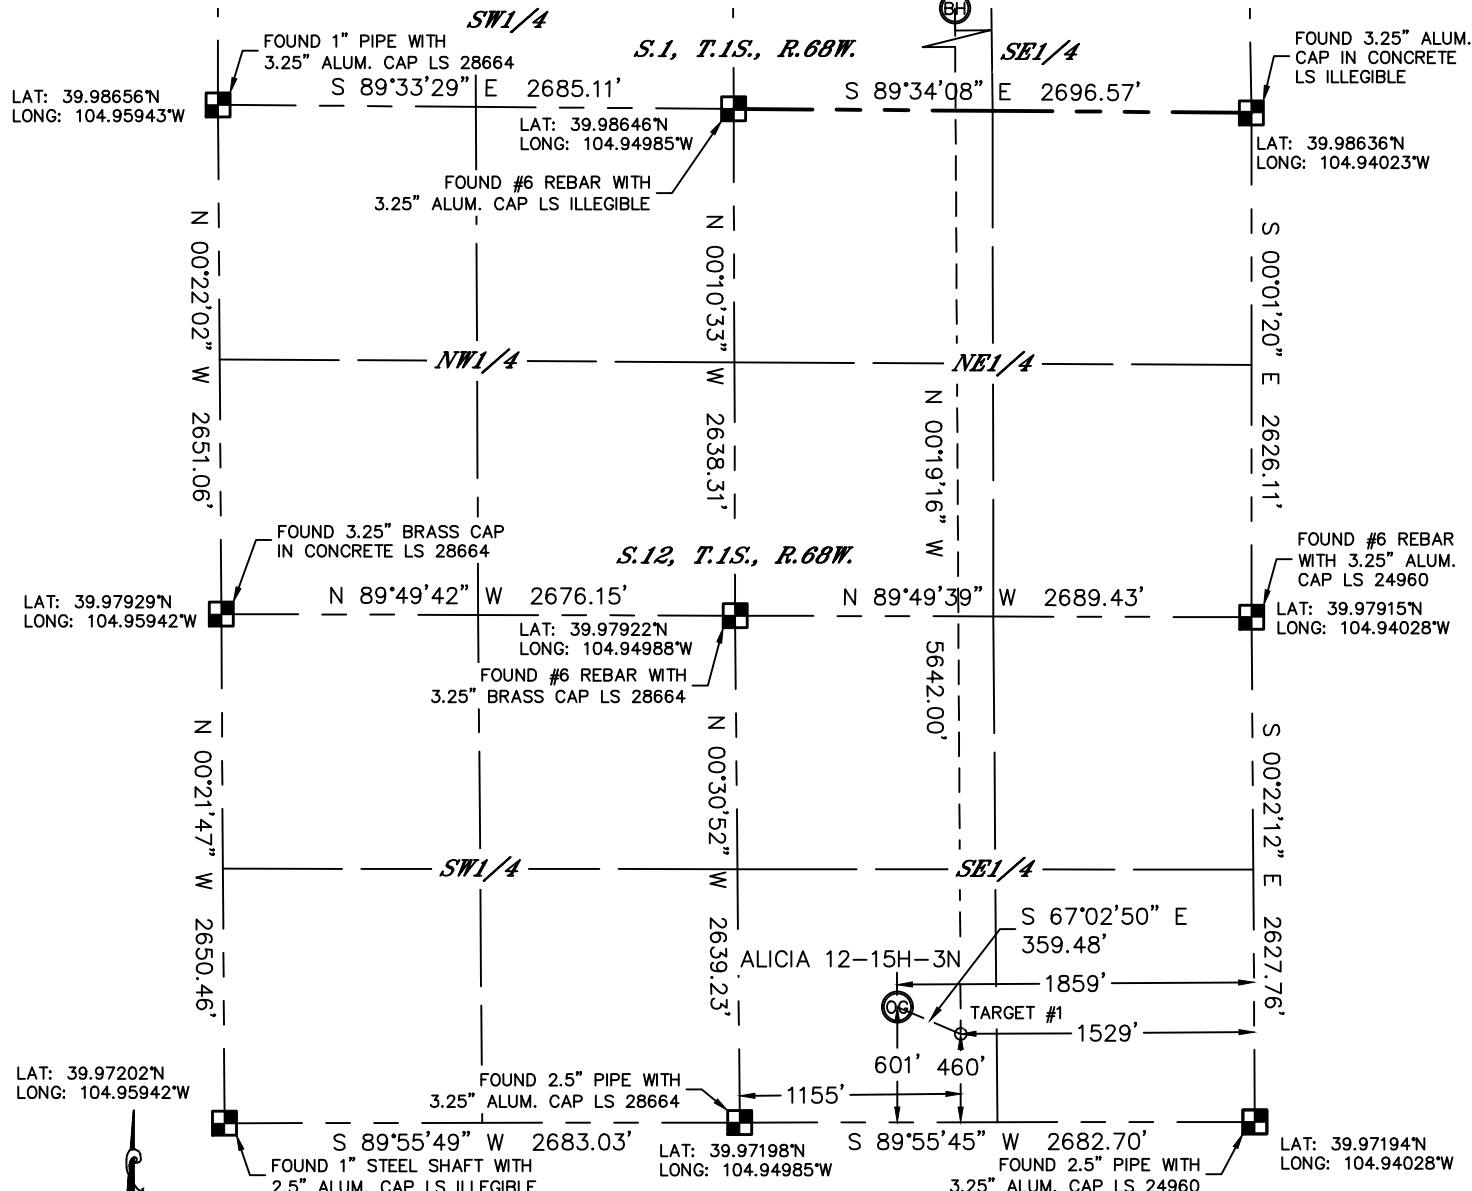 BH
SW1/4
S.1, T.1S., R.68W.
SE1/4
FOUND 1" PIPE WITH
3.25" ALUM. CAP LS 28664
FOUND 3.25" ALUM.
CAP IN CONCRETE
LS ILLEGIBLE
S 89°33'29" E 2685.11'
S 89°34'08" E 2696.57'
LAT: 39.98656°N
LONG: 104.95943°W
LAT: 39.98646°N
LONG: 104.94985°W
LAT: 39.98636°N
LONG: 104.94023°W
FOUND #6 REBAR WITH
3.25" ALUM. CAP LS ILLEGIBLE
N 00°22'02" W 2651.06'
N 00°10'33" W 2638.31'
S 00°01'20" E 2626.11'
NW1/4
NE1/4
N 00°19'16" W 5642.00'
FOUND 3.25" BRASS CAP
IN CONCRETE LS 28664
S.12, T.1S., R.68W.
FOUND #6 REBAR
WITH 3.25" ALUM.
CAP LS 24960
N 89°49'42" W 2676.15'
N 89°49'39" W 2689.43'
LAT: 39.97929°N
LONG: 104.95942°W
LAT: 39.97922°N
LONG: 104.94988°W
LAT: 39.97915°N
LONG: 104.94028°W
FOUND #6 REBAR WITH
3.25" BRASS CAP LS 28664
N 00°21'47" W 2650.46'
N 00°30'52" W 2639.23'
S 00°22'12" E 2627.76'
SW1/4
SE1/4
S 67°02'50" E
359.48'
ALICIA 12-15H-3N
1859'
OG
TARGET #1
1529'
601'
460'
1155'
LAT: 39.97202°N
LONG: 104.95942°W
FOUND 2.5" PIPE WITH
3.25" ALUM. CAP LS 28664
S 89°55'49" W 2683.03'
S 89°55'45" W 2682.70'
LAT: 39.97198°N
LONG: 104.94985°W
LAT: 39.97194°N
LONG: 104.94028°W
FOUND 1" STEEL SHAFT WITH
2.5" ALUM. CAP LS ILLEGIBLE
FOUND 2.5" PIPE WITH
3.25" ALUM. CAP LS 24960